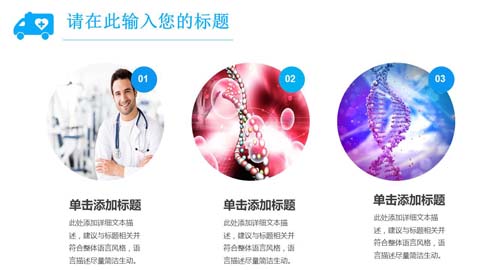 请在此输入您的标题
01
02
03
单击添加标题
此处添加详细文本描
述，建议与标题相关并
符合整体语言风格，语
言描述尽量简洁生动。
单击添加标题
此处添加详细文本描
述，建议与标题相关并
符合整体语言风格，语
言描述尽量简洁生动。
单击添加标题
此处添加详细文本描
述，建议与标题相关并
符合整体语言风格，语
言描述尽量简洁生动。